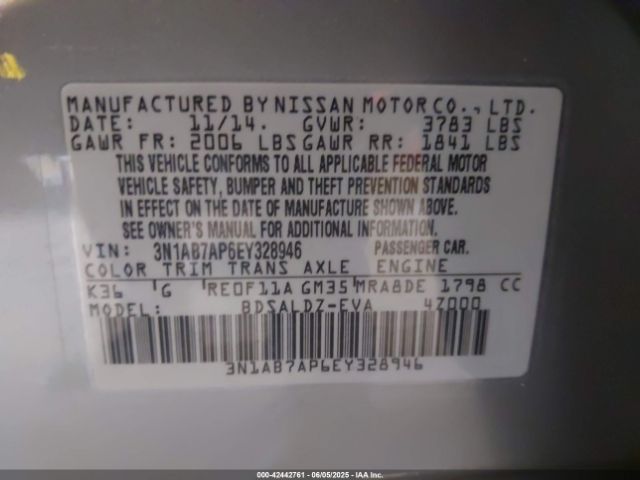 MANUFACTURED BY NISSAN MOTOR CO., LTD.
DATE: 11/14. GVWR: 3783 LBS
GAWR FR: 2006 LBS GAWR RR: 1841 LBS
THIS VEHICLE CONFORMS TO ALL APPLICABLE FEDERAL MOTOR
VEHICLE SAFETY, BUMPER AND THEFT PREVENTION STANDARDS
IN EFFECT ON THE DATE OF MANUFACTURE SHOWN ABOVE.
SEE OWNER'S MANUAL FOR ADDITIONAL INFORMATION.
VIN: 3N1AB7AP6EY328946 PASSENGER CAR.
COLOR TRIM TRANS AXLE ENGINE
K36 G RE0F11A GM35 MRA8DE 1798 CC
MODEL: BDSALDZ-EVA 4Z000
3N1AB7AP6EY328946
000-42442761 - 06/05/2025 - IAAI.COM